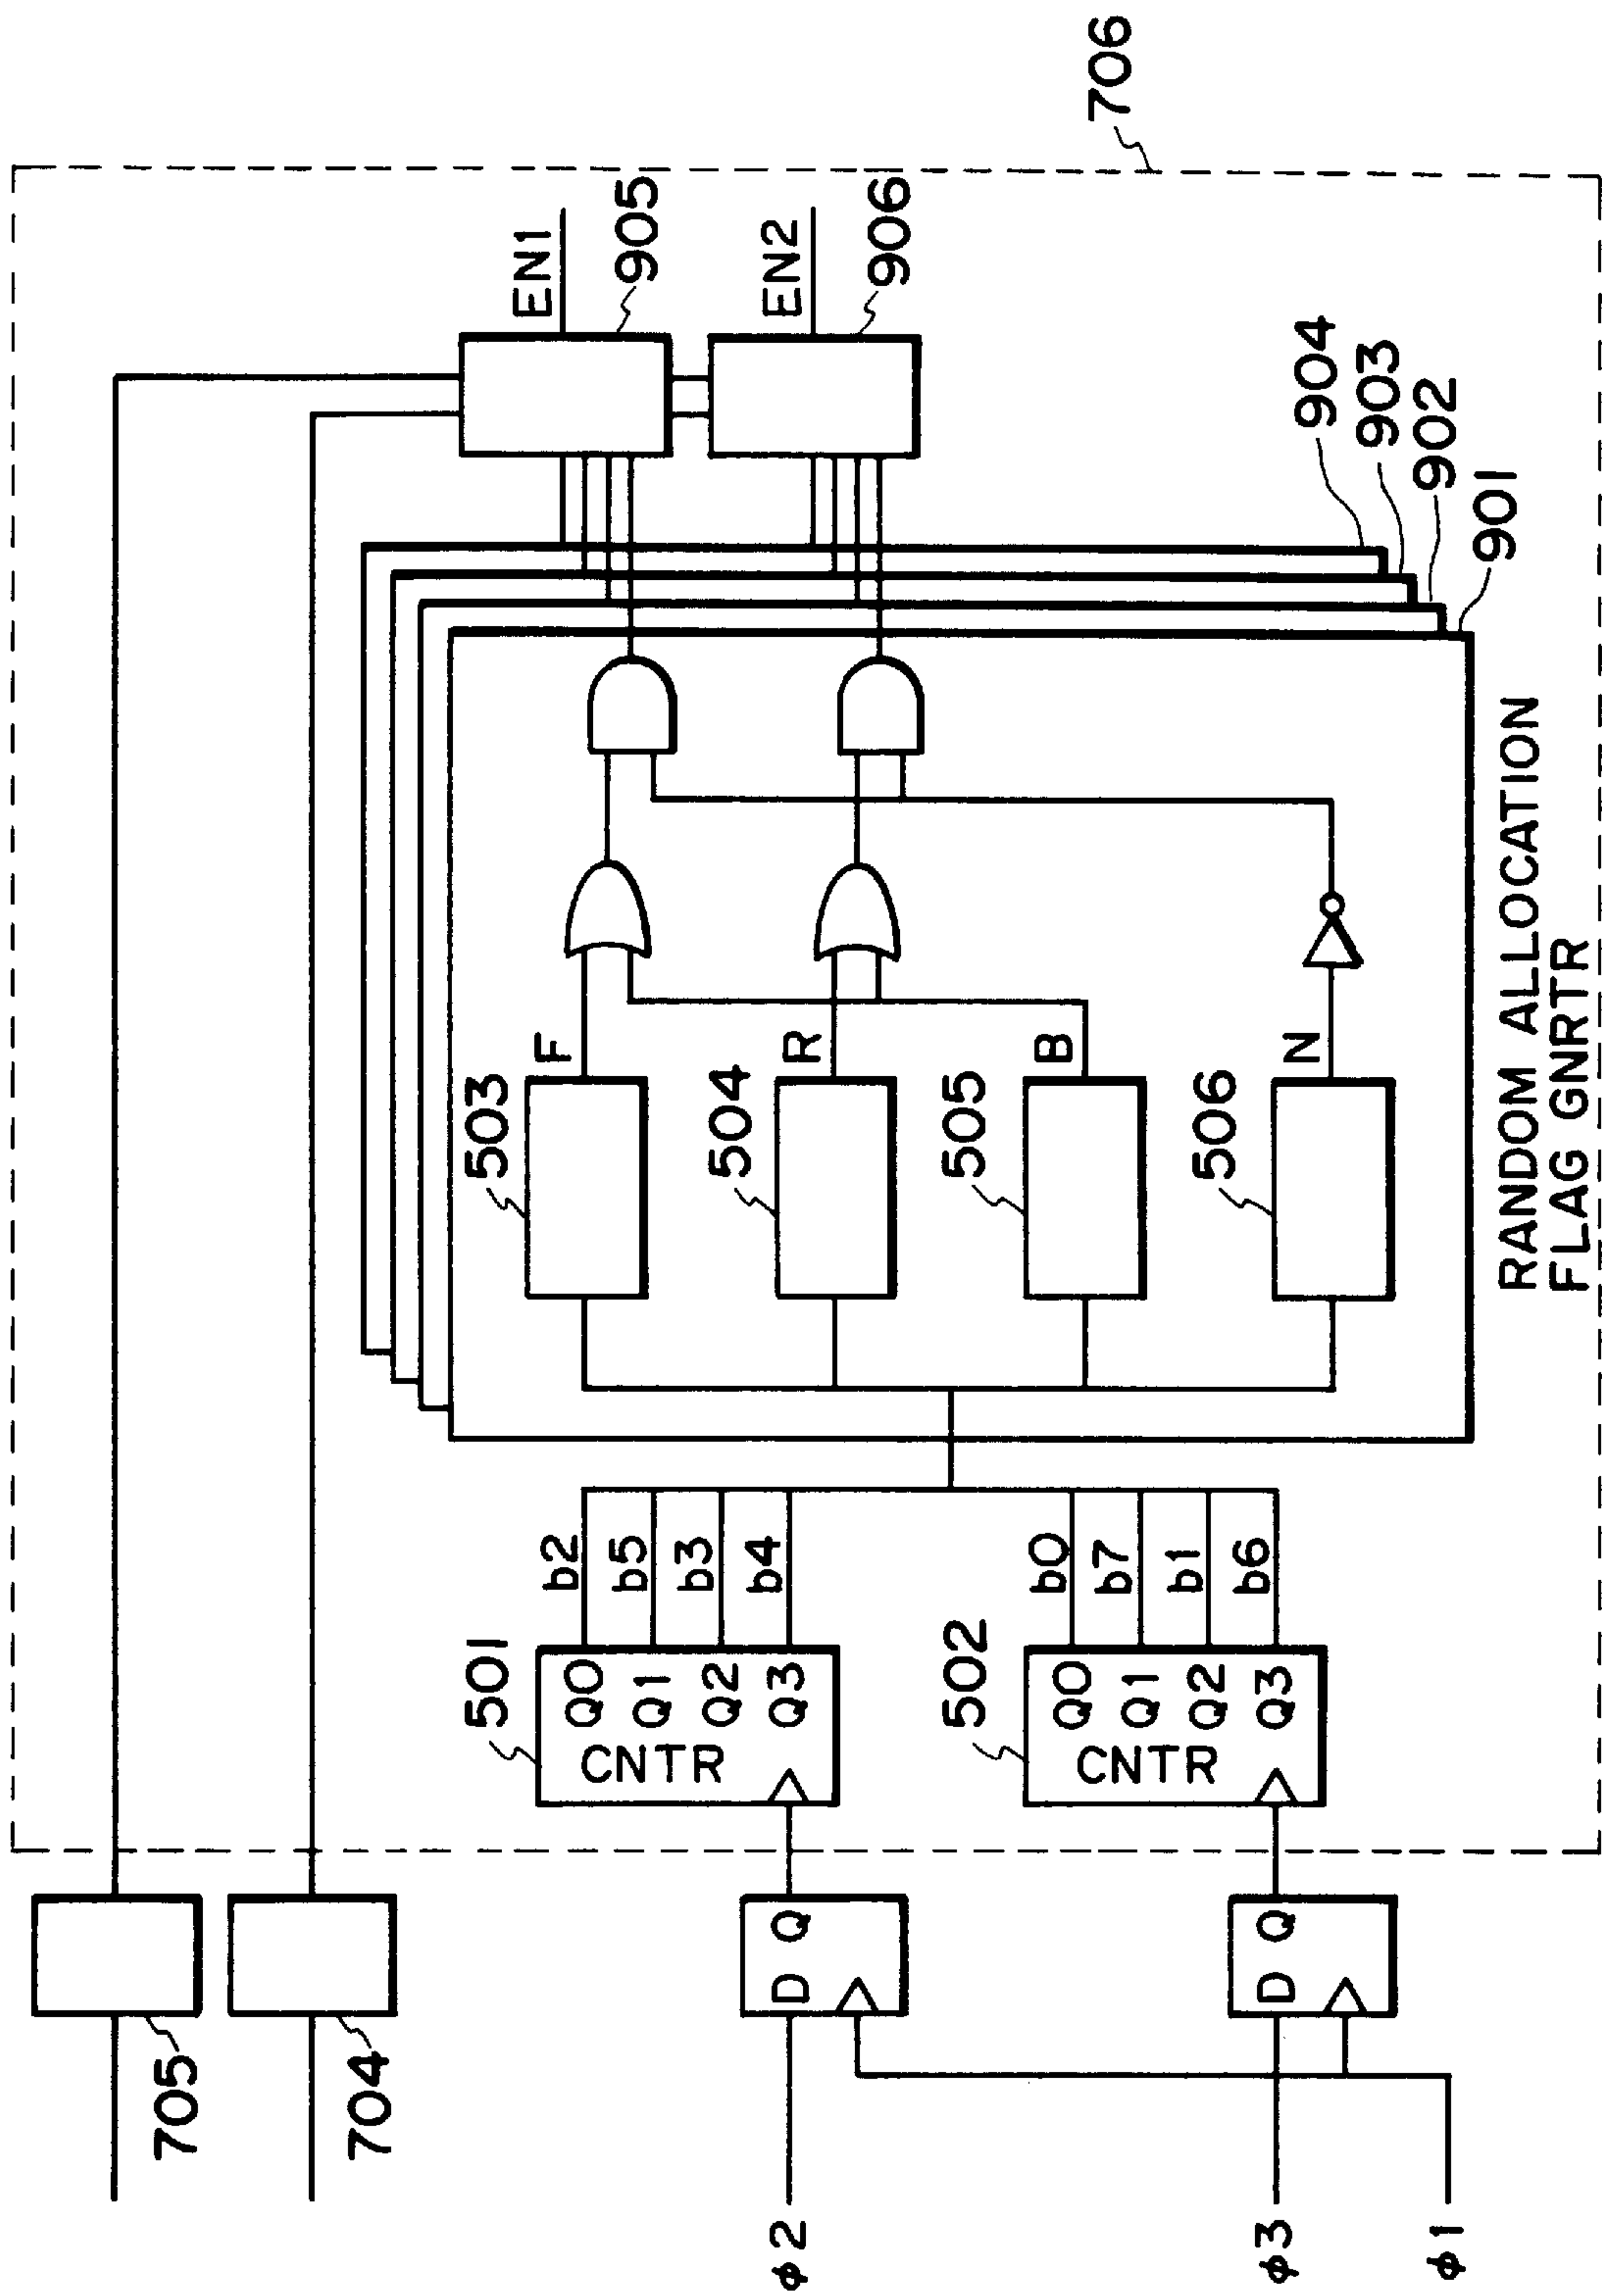 705
704
φ2
φ3
φ1
D Q
D Q
501
Q0
Q1
Q2
Q3
CNTR
502
Q0
Q1
Q2
Q3
CNTR
b2
b5
b3
b4
b0
b7
b1
b6
503
F
504
R
505
B
506
N
EN1
905
EN2
906
904
903
902
901
706
RANDOM ALLOCATION
FLAG GNRTR